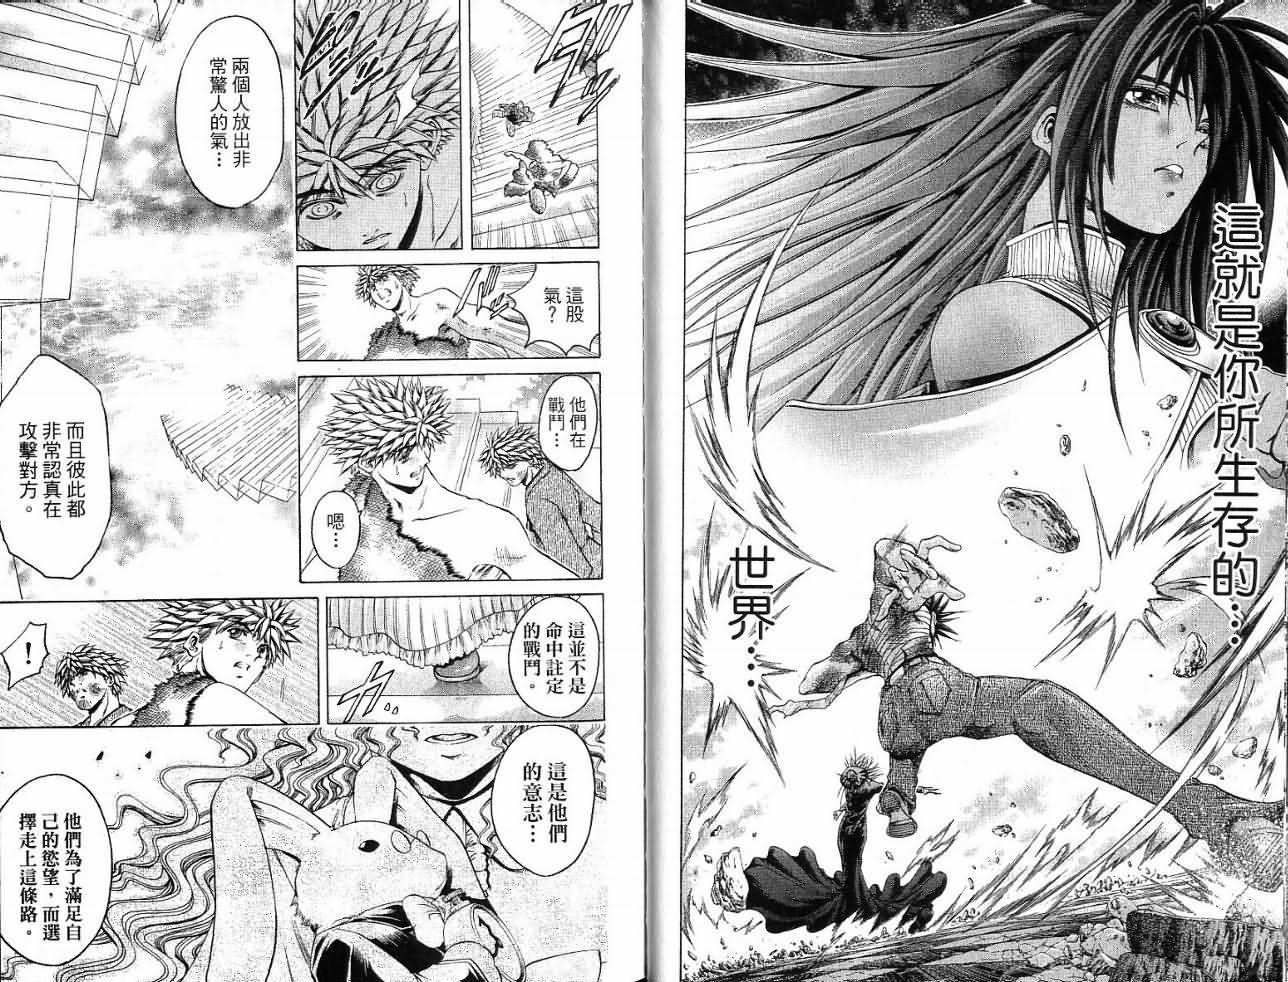 這就是你所生存的…
世界……
這股
氣？
他們在
戰鬥…
嗯…
兩個人放出非
常驚人的氣…
而且彼此都
非常認真在
攻擊對方。
這並不是
命中註定
的戰鬥。
！
這是他們
的意志…
他們為了滿足自
己的慾望，而選
擇走上這條路。